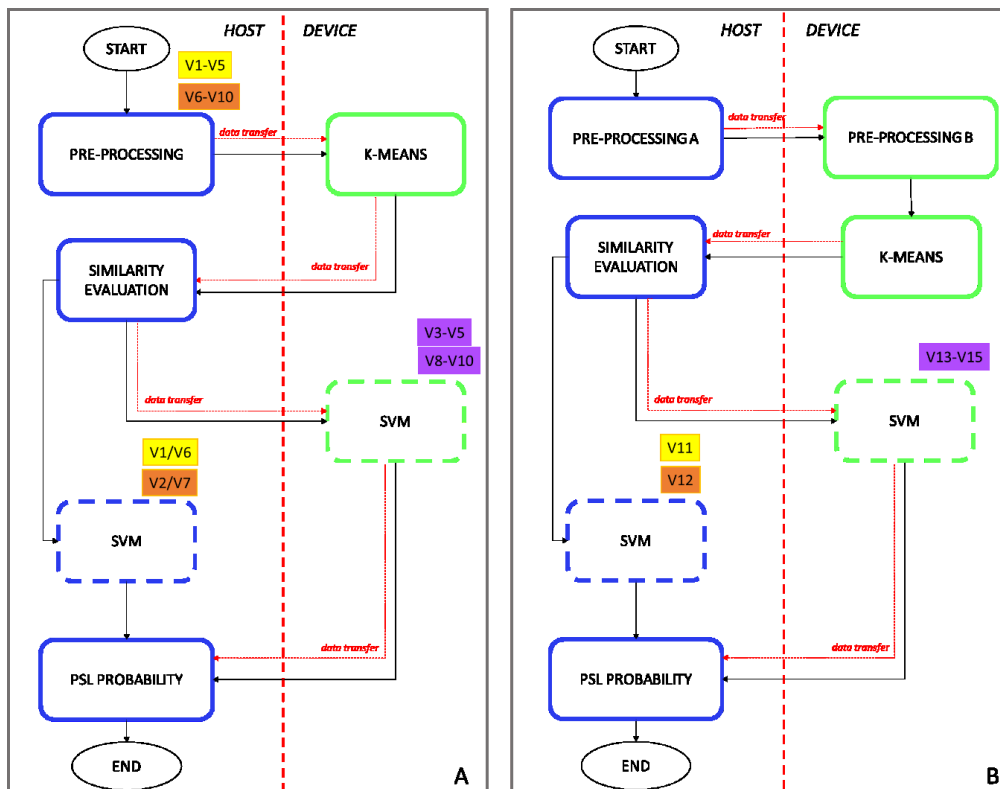 HOST
DEVICE
START
V1-V5
V6-V10
PRE-PROCESSING
data transfer
K-MEANS
SIMILARITY
EVALUATION
data transfer
V3-V5
V8-V10
data transfer
SVM
V1/V6
V2/V7
SVM
data transfer
PSL PROBABILITY
END
A
HOST
DEVICE
START
PRE-PROCESSING A
data transfer
PRE-PROCESSING B
SIMILARITY
EVALUATION
data transfer
K-MEANS
V13-V15
data transfer
SVM
V11
V12
SVM
data transfer
PSL PROBABILITY
END
B